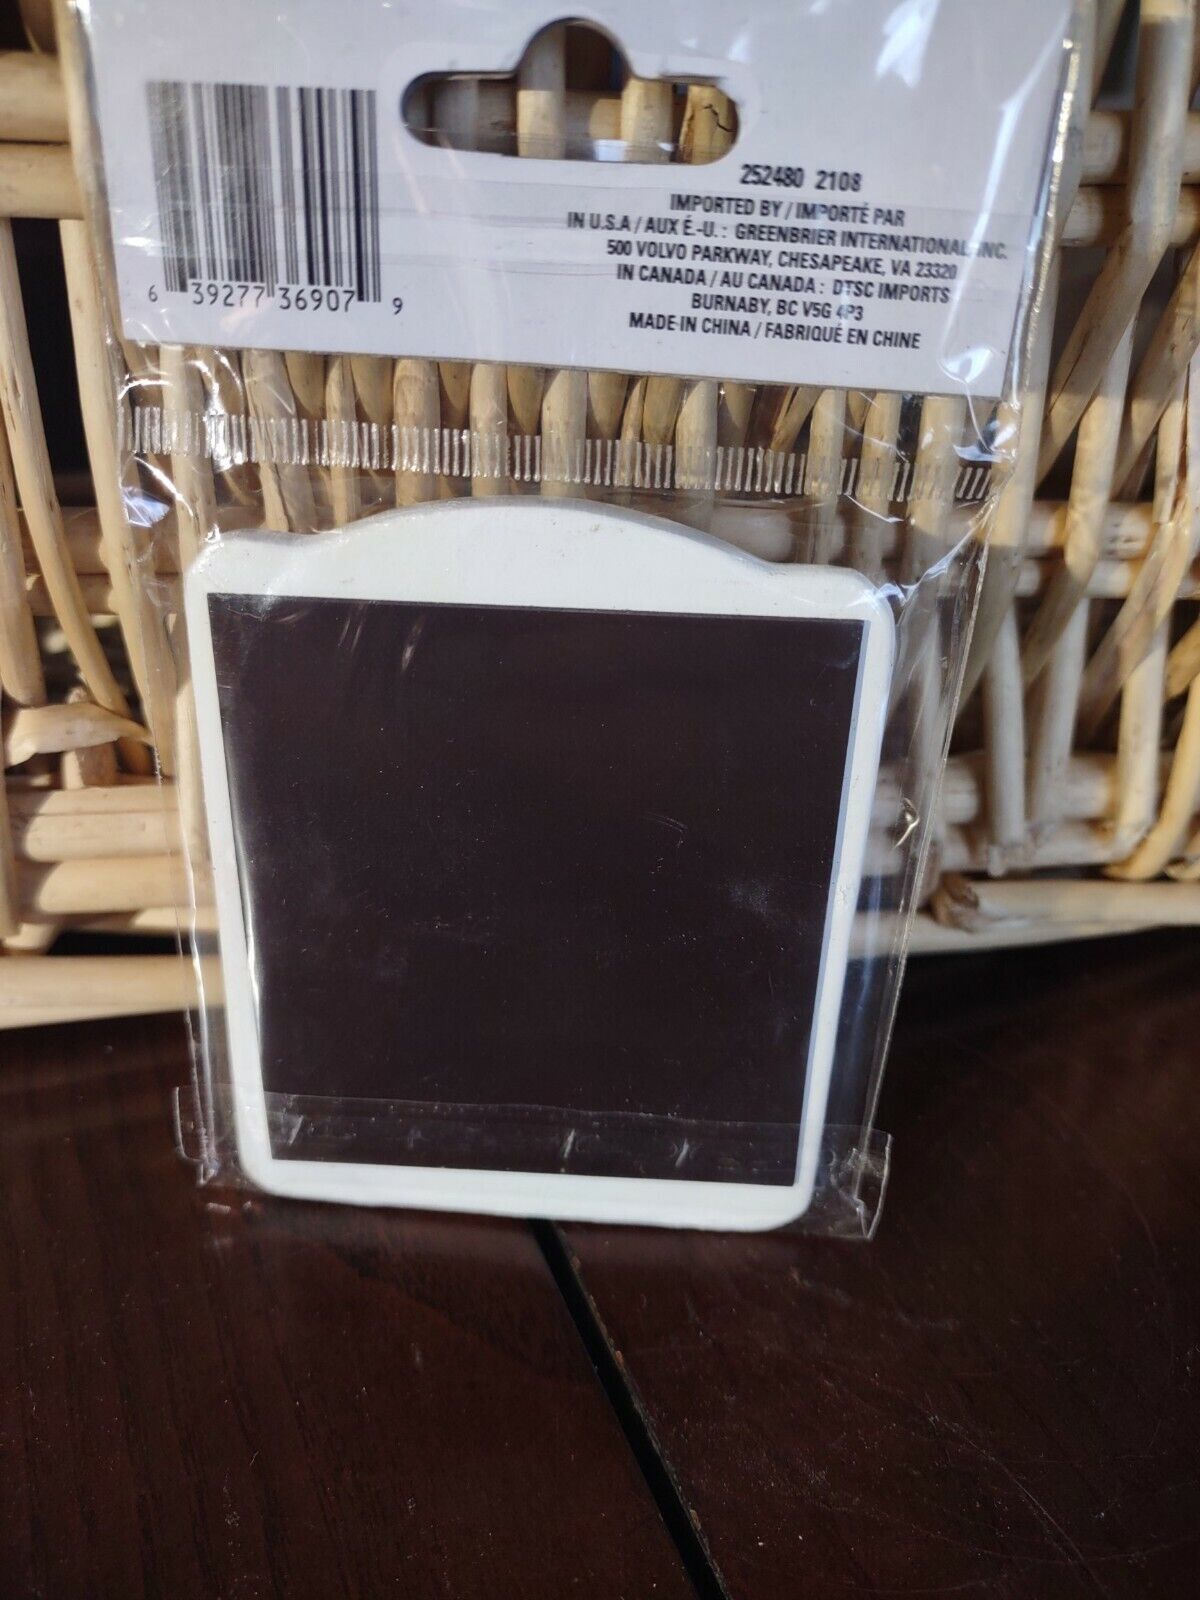 6 39277 36907 9
252480 2108
IMPORTED BY / IMPORTÉ PAR
IN U.S.A / AUX É.-U. : GREENBRIER INTERNATIONAL, INC.
500 VOLVO PARKWAY, CHESAPEAKE, VA 23320
IN CANADA / AU CANADA : DTSC IMPORTS
BURNABY, BC V5G 4P3
MADE IN CHINA / FABRIQUÉ EN CHINE